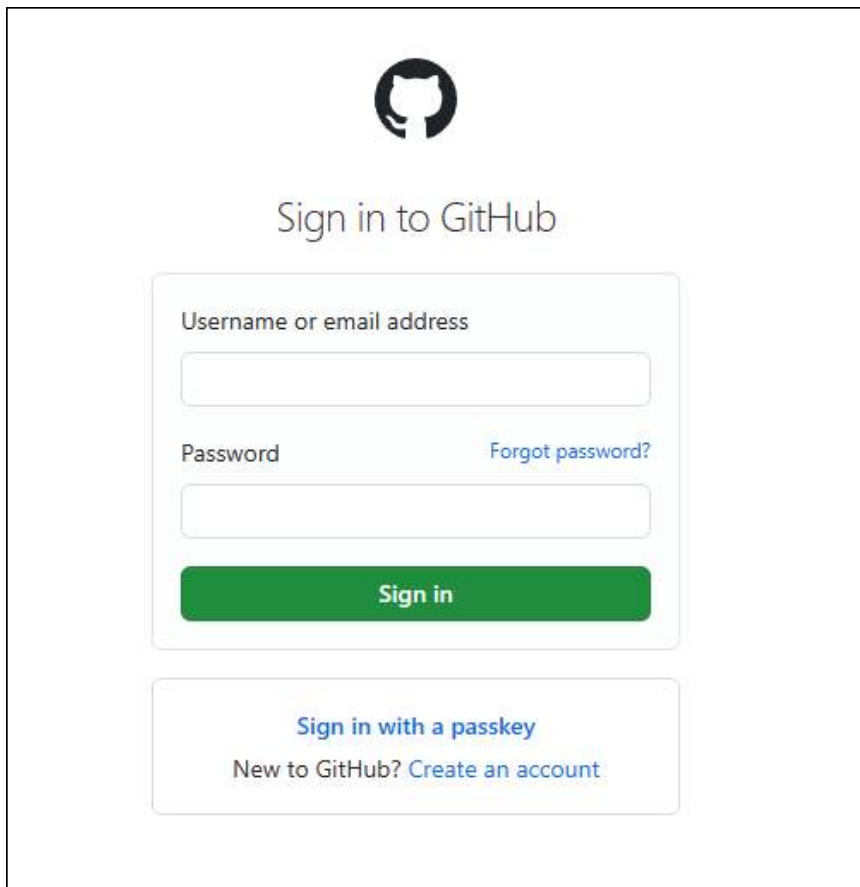 Sign in to GitHub
Username or email address
Password Forgot password?
Sign in
Sign in with a passkey
New to GitHub? Create an account